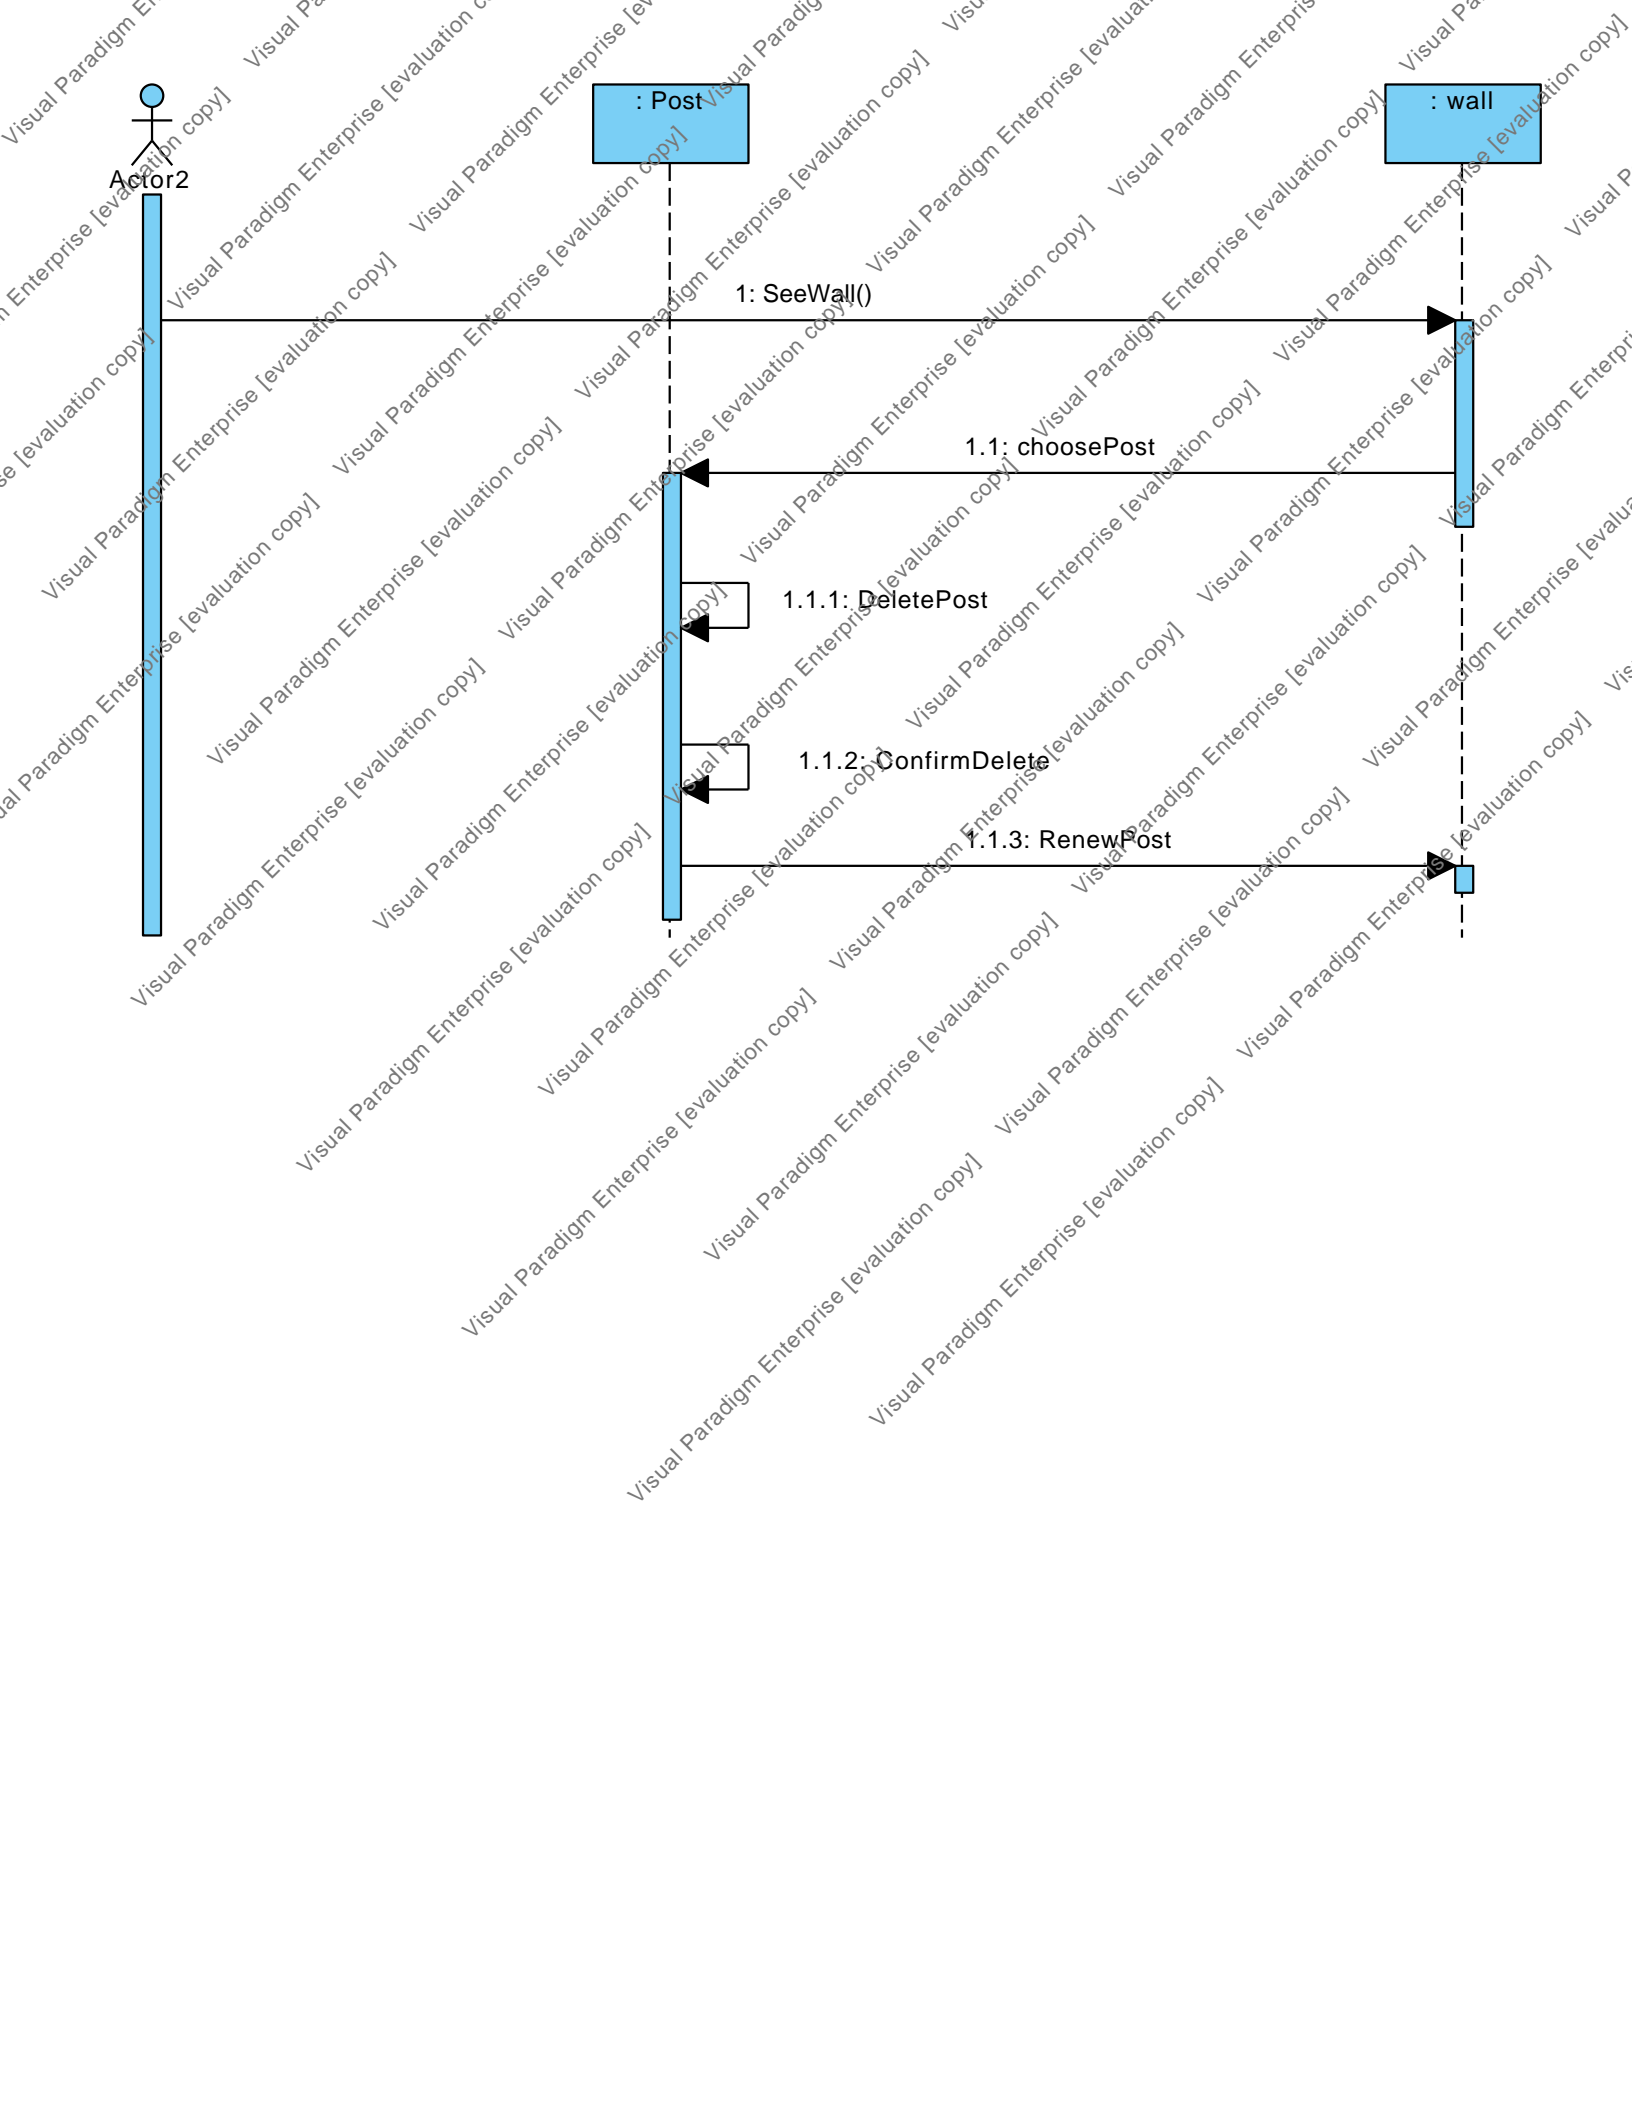 : Post
: wall
Actor2
1: SeeWall()
1.1: choosePost
1.1.1: DeletePost
1.1.2: ConfirmDelete
1.1.3: RenewPost
Visual Paradigm Enterprise [evaluation copy]